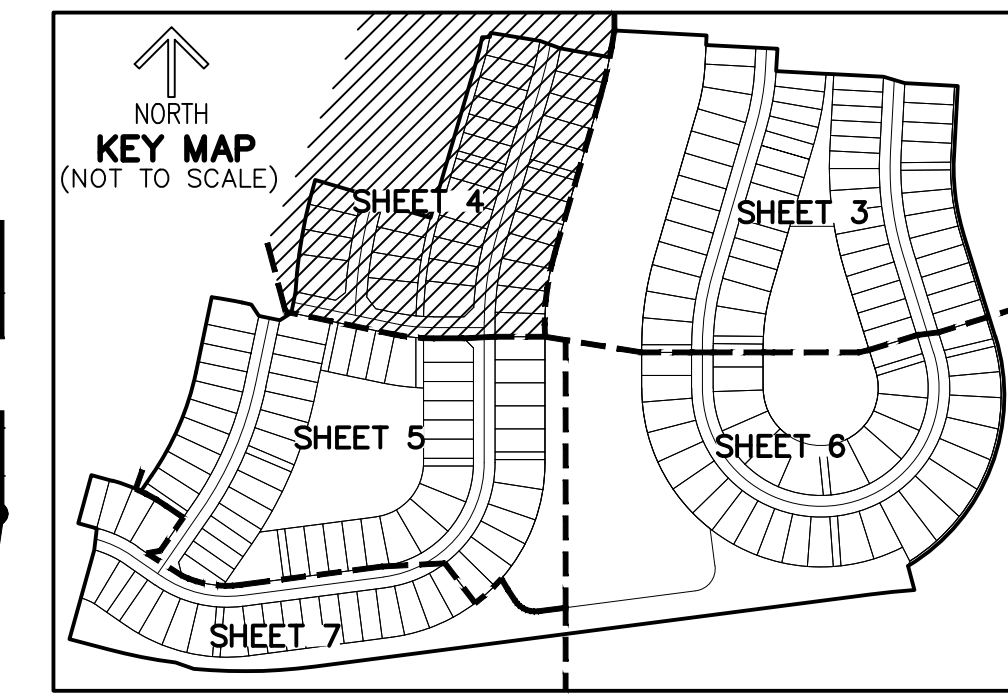 NORTH
KEY MAP
(NOT TO SCALE)
SHEET 4
SHEET 3
SHEET 5
SHEET 6
SHEET 7